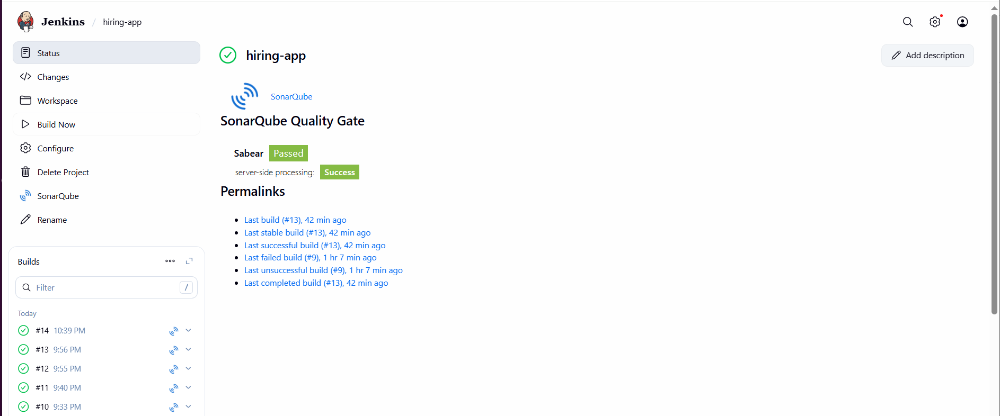 Jenkins / hiring-app
Status
Changes
Workspace
Build Now
Configure
Delete Project
SonarQube
Rename
Builds
Filter /
Today
#14 10:39 PM
#13 9:56 PM
#12 9:55 PM
#11 9:40 PM
#10 9:33 PM
hiring-app
Add description
SonarQube
SonarQube Quality Gate
Sabear Passed
server-side processing: Success
Permalinks
Last build (#13), 42 min ago
Last stable build (#13), 42 min ago
Last successful build (#13), 42 min ago
Last failed build (#9), 1 hr 7 min ago
Last unsuccessful build (#9), 1 hr 7 min ago
Last completed build (#13), 42 min ago